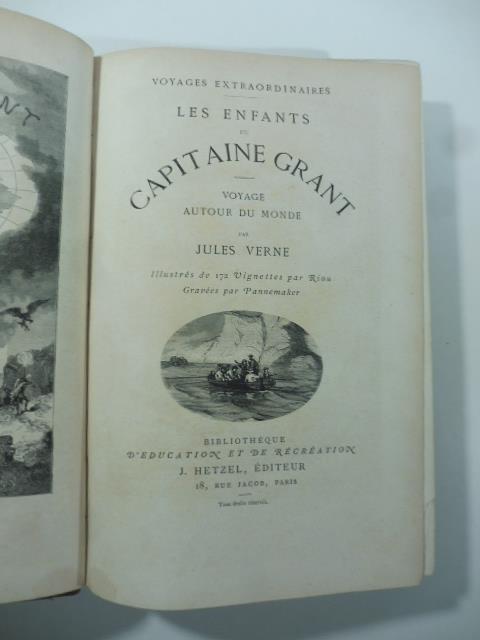 VOYAGES EXTRAORDINAIRES
LES ENFANTS
DU
CAPITAINE GRANT
VOYAGE
AUTOUR DU MONDE
PAR
JULES VERNE
Illustrés de 172 Vignettes par Riou
Gravées par Pannemaker
BIBLIOTHÈQUE
D'EDUCATION ET DE RÉCRÉATION
J. HETZEL, ÉDITEUR
18, RUE JACOB, PARIS
Tous droits réservés.